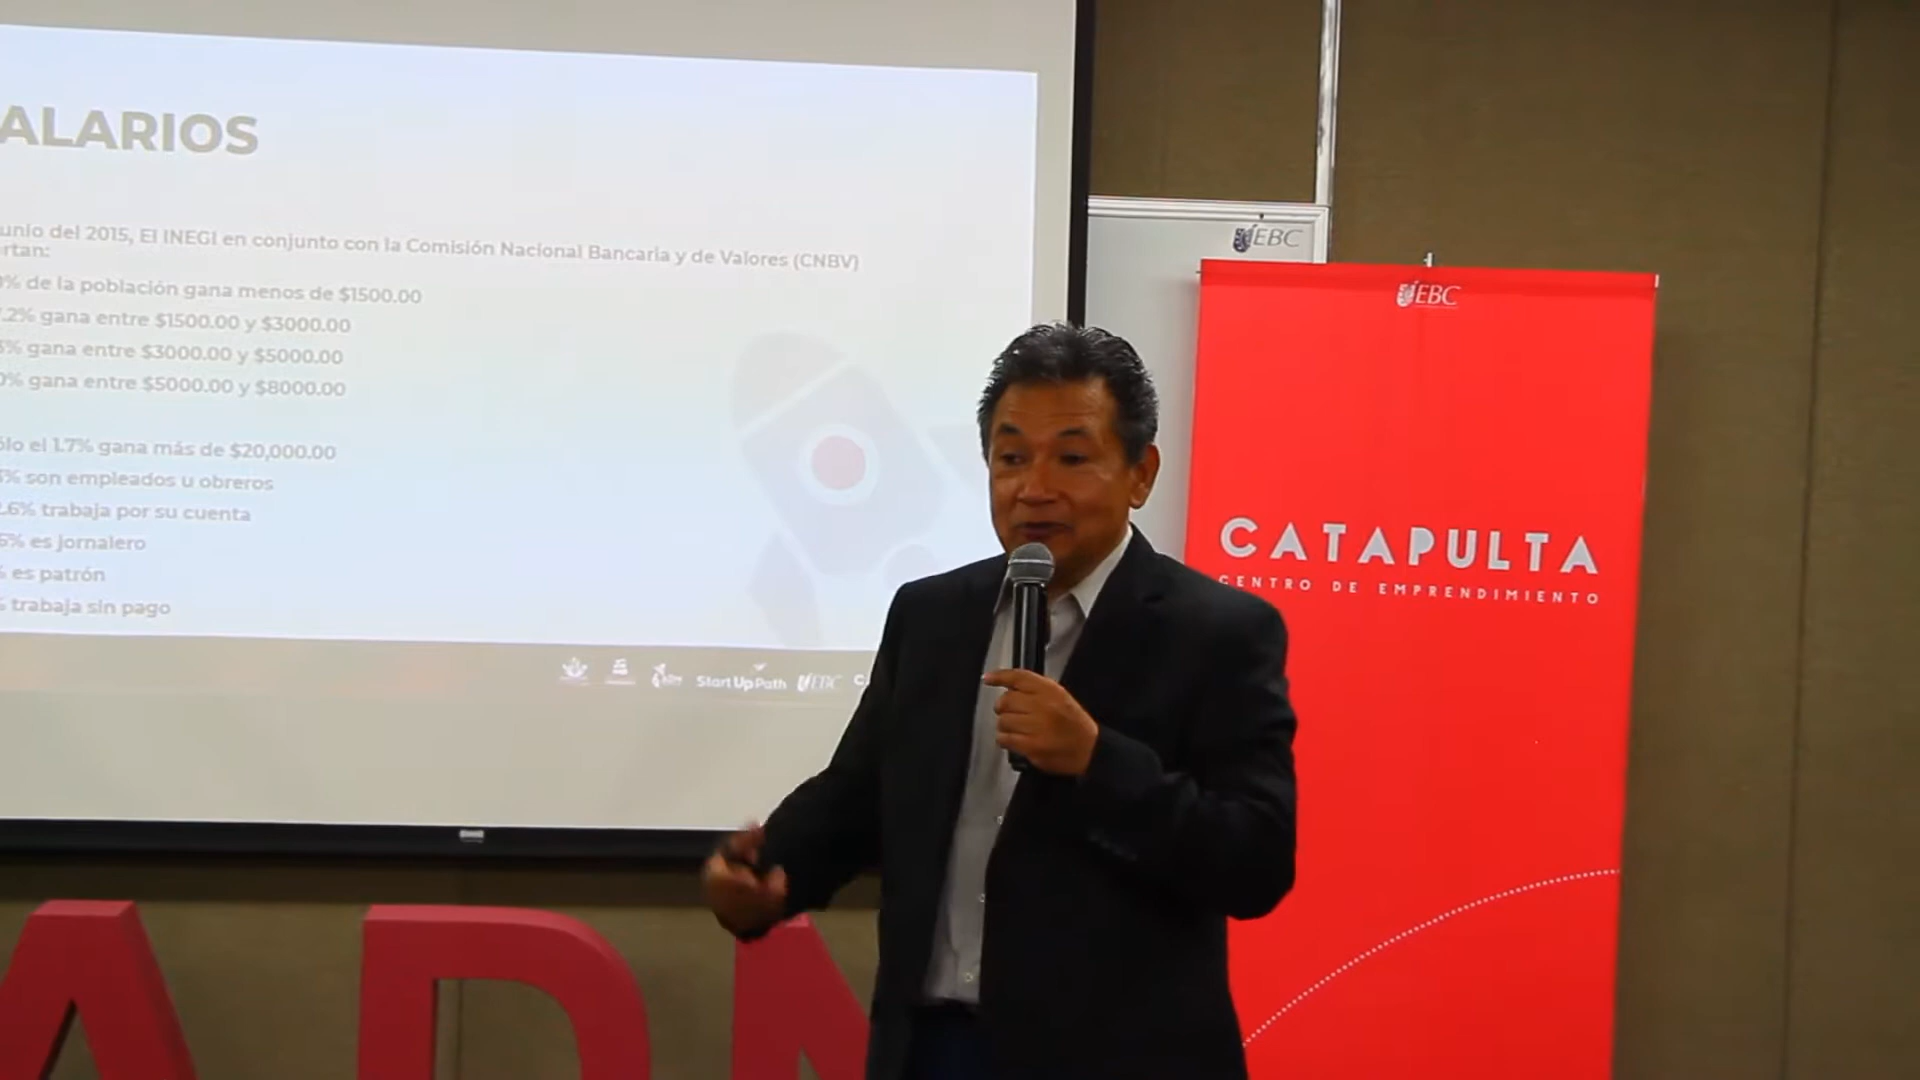 ALARIOS
unio del 2015, El INEGI en conjunto con la Comisión Nacional Bancaria y de Valores (CNBV)
rtan:
% de la población gana menos de $1500.00
.2% gana entre $1500.00 y $3000.00
% gana entre $3000.00 y $5000.00
0% gana entre $5000.00 y $8000.00
ólo el 1.7% gana más de $20,000.00
% son empleados u obreros
.6% trabaja por su cuenta
% es jornalero
% es patrón
% trabaja sin pago
Start Up Path
EBC
C
EBC
EBC
CATAPULTA
CENTRO DE EMPRENDIMIENTO
ADN